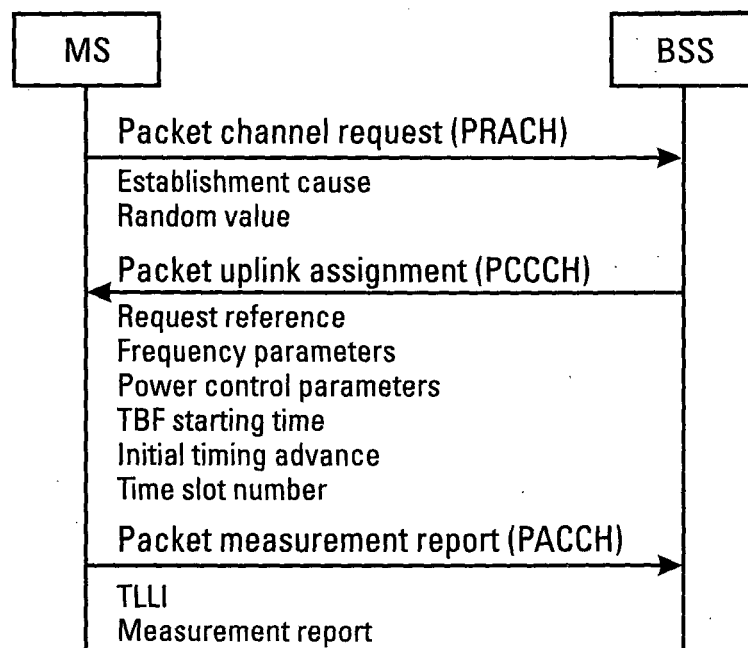 MS
BSS
Packet channel request (PRACH)
Establishment cause
Random value
Packet uplink assignment (PCCCH)
Request reference
Frequency parameters
Power control parameters
TBF starting time
Initial timing advance
Time slot number
Packet measurement report (PACCH)
TLLI
Measurement report